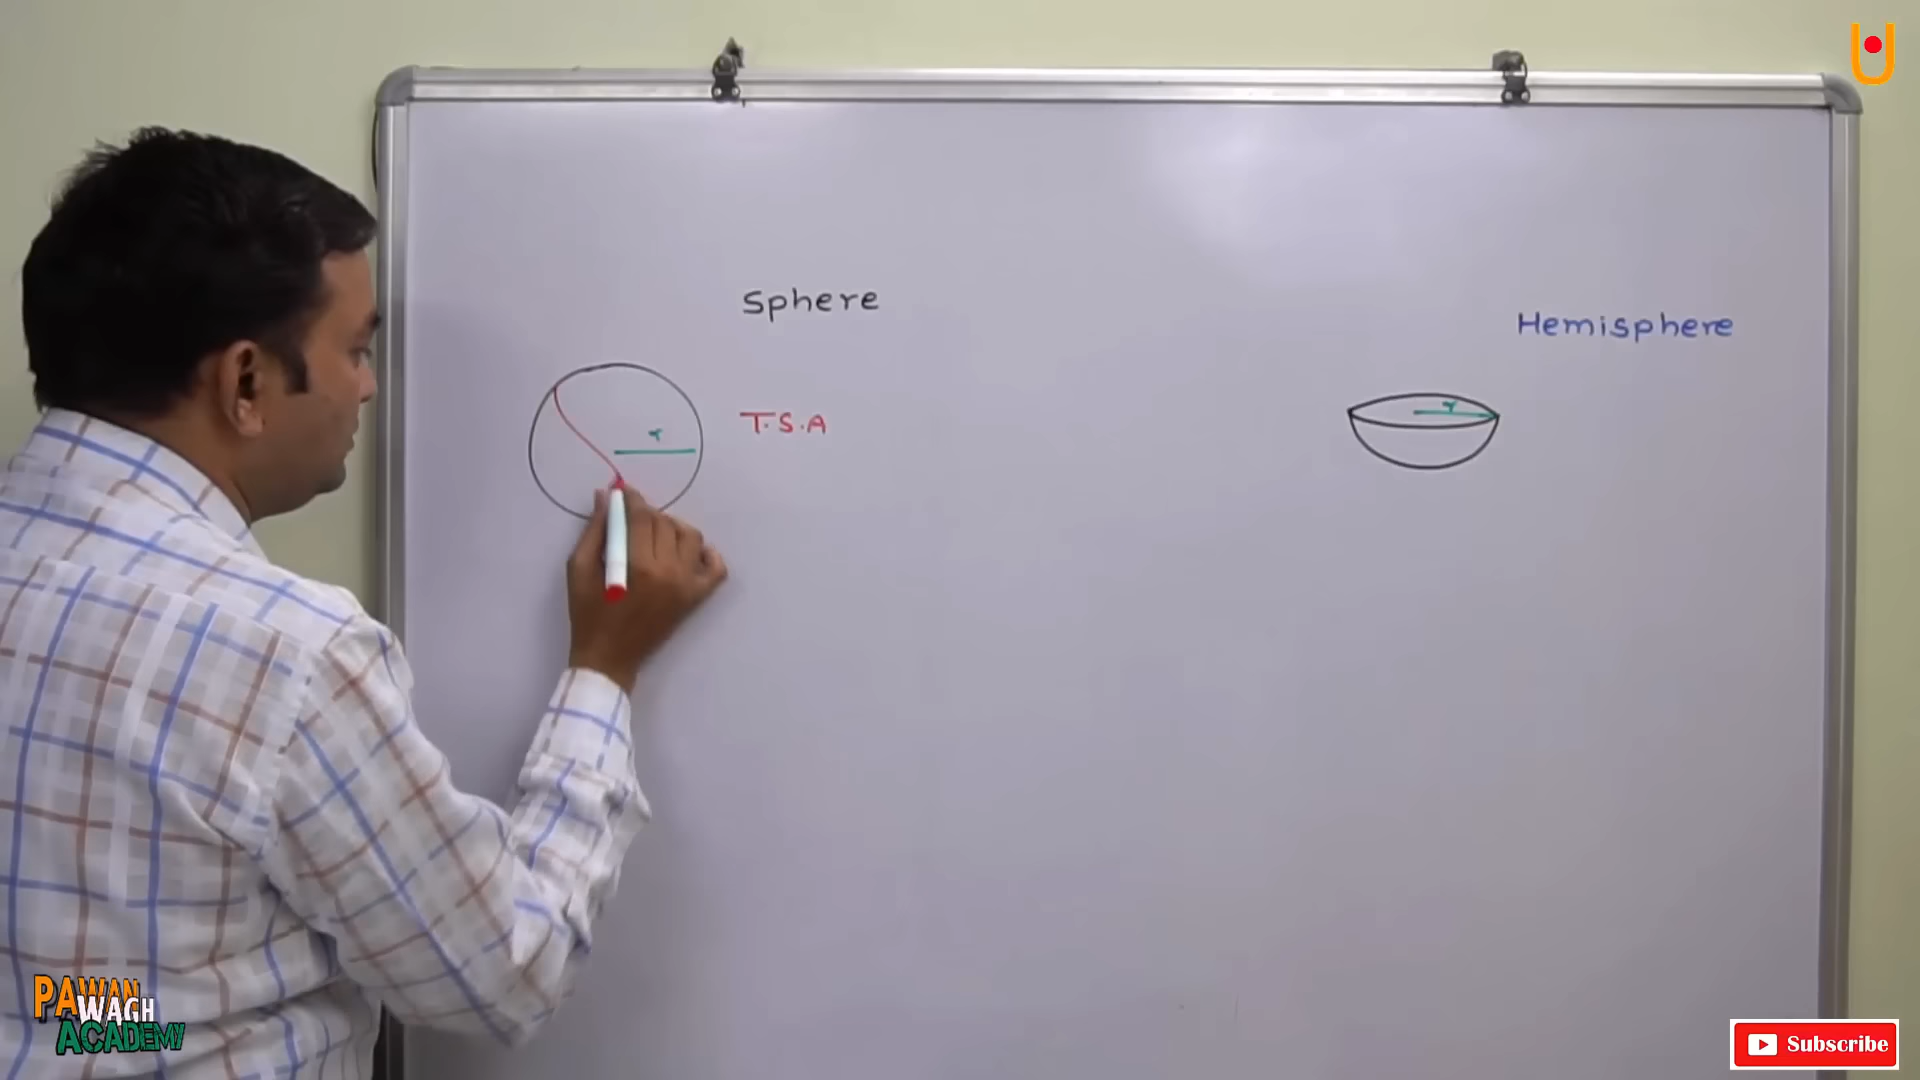 Sphere
Hemisphere
r
r
T.S.A
PAWAN
WAGH
ACADEMY
Subscribe